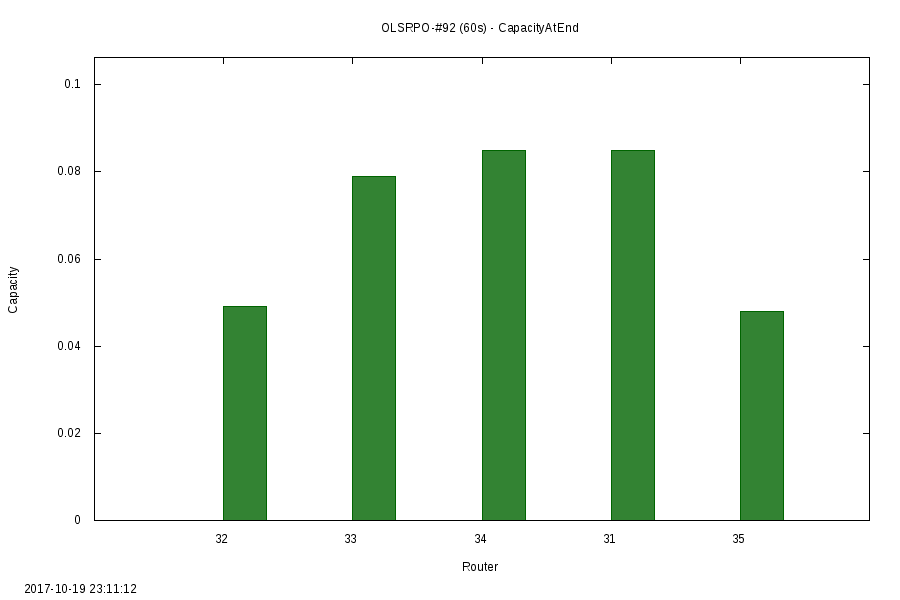 OLSRPO-#92 (60s) - CapacityAtEnd
0.1
0.08
0.06
0.04
0.02
0
Capacity
32 33 34 31 35
Router
2017-10-19 23:11:12